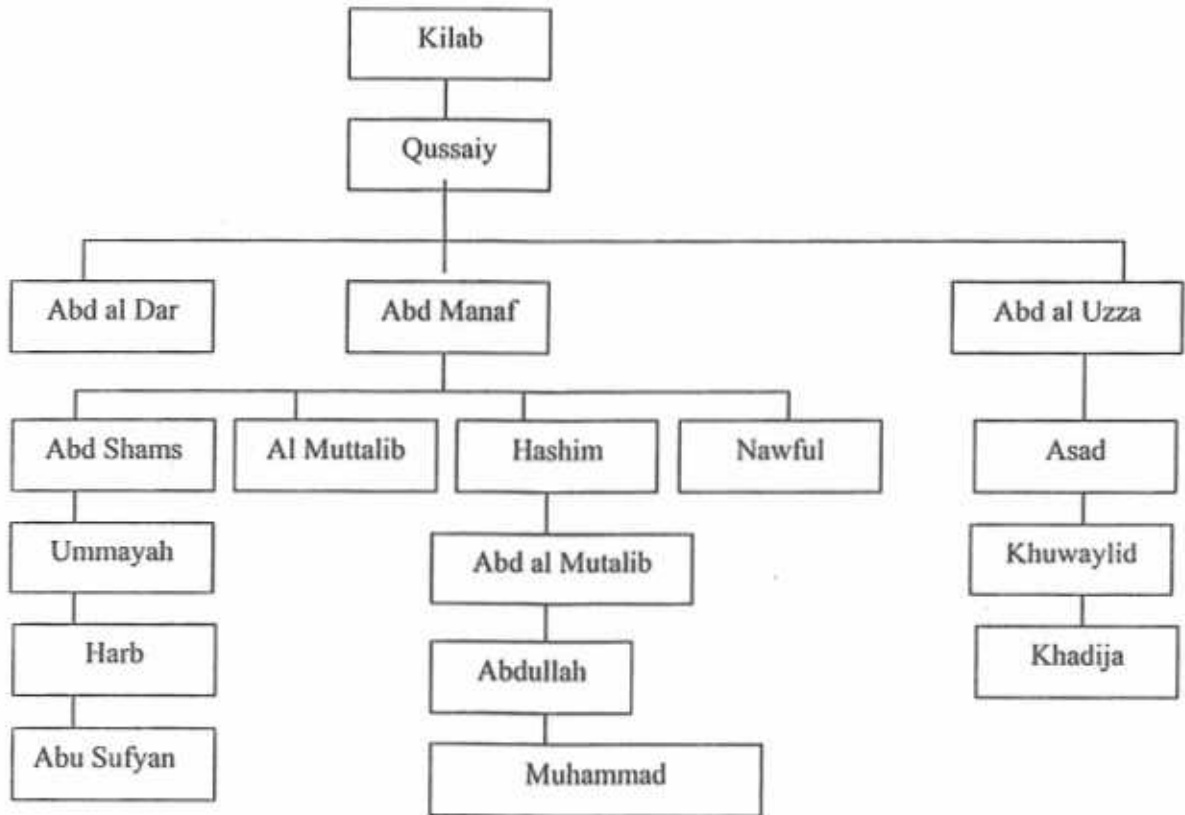 Kilab
Qussaiy
Abd al Dar
Abd Manaf
Abd al Uzza
Abd Shams
Al Muttalib
Hashim
Nawful
Asad
Ummayah
Abd al Mutalib
Khuwaylid
Harb
Abdullah
Khadija
Abu Sufyan
Muhammad